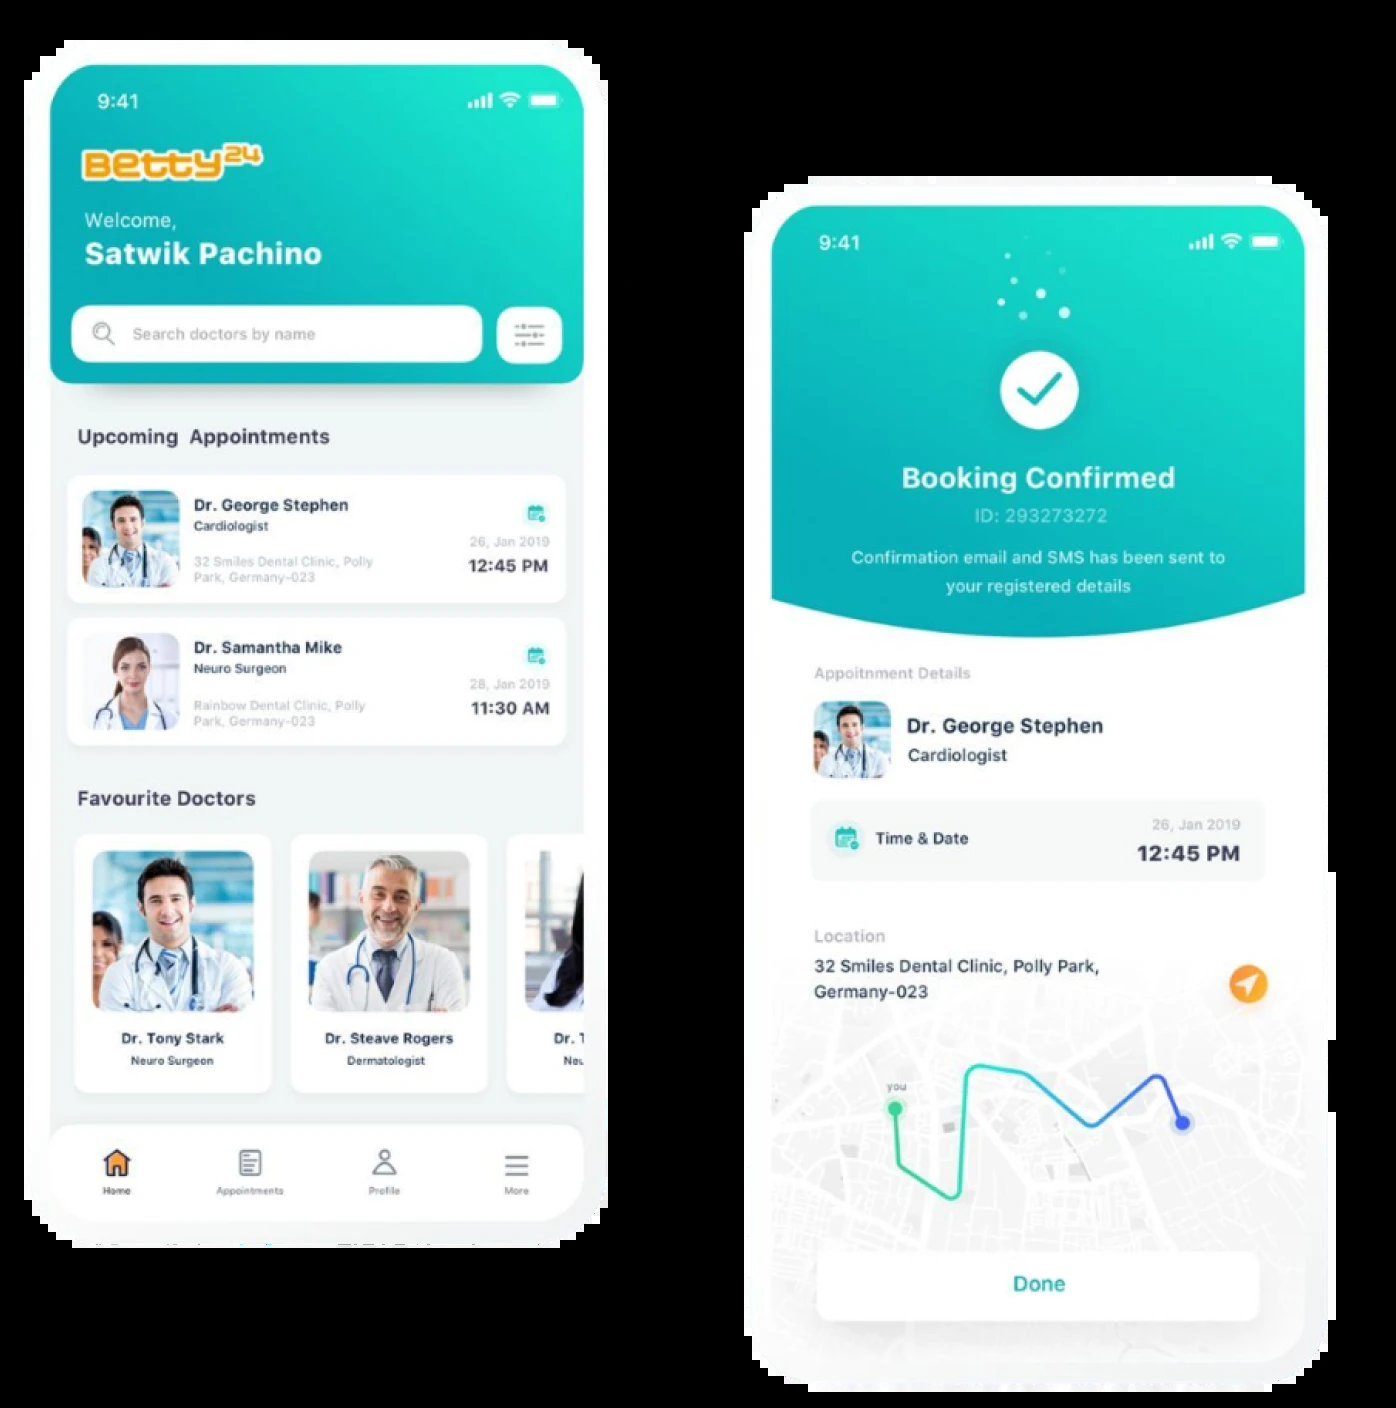 9:41
Betty24
Welcome,
Satwik Pachino
Search doctors by name
Upcoming Appointments
Dr. George Stephen
Cardiologist
26, Jan 2019
32 Smiles Dental Clinic, Polly
Park, Germany-023
12:45 PM
Dr. Samantha Mike
Neuro Surgeon
28, Jan 2019
Rainbow Dental Clinic, Polly
Park, Germany-023
11:30 AM
Favourite Doctors
Dr. Tony Stark
Neuro Surgeon
Dr. Steave Rogers
Dermatologist
Dr.
Home
Appointments
Profile
More
9:41
Booking Confirmed
ID: 293273272
Confirmation email and SMS has been sent to
your registered details
Appoitnment Details
Dr. George Stephen
Cardiologist
Time & Date
26, Jan 2019
12:45 PM
Location
32 Smiles Dental Clinic, Polly Park,
Germany-023
you
Done